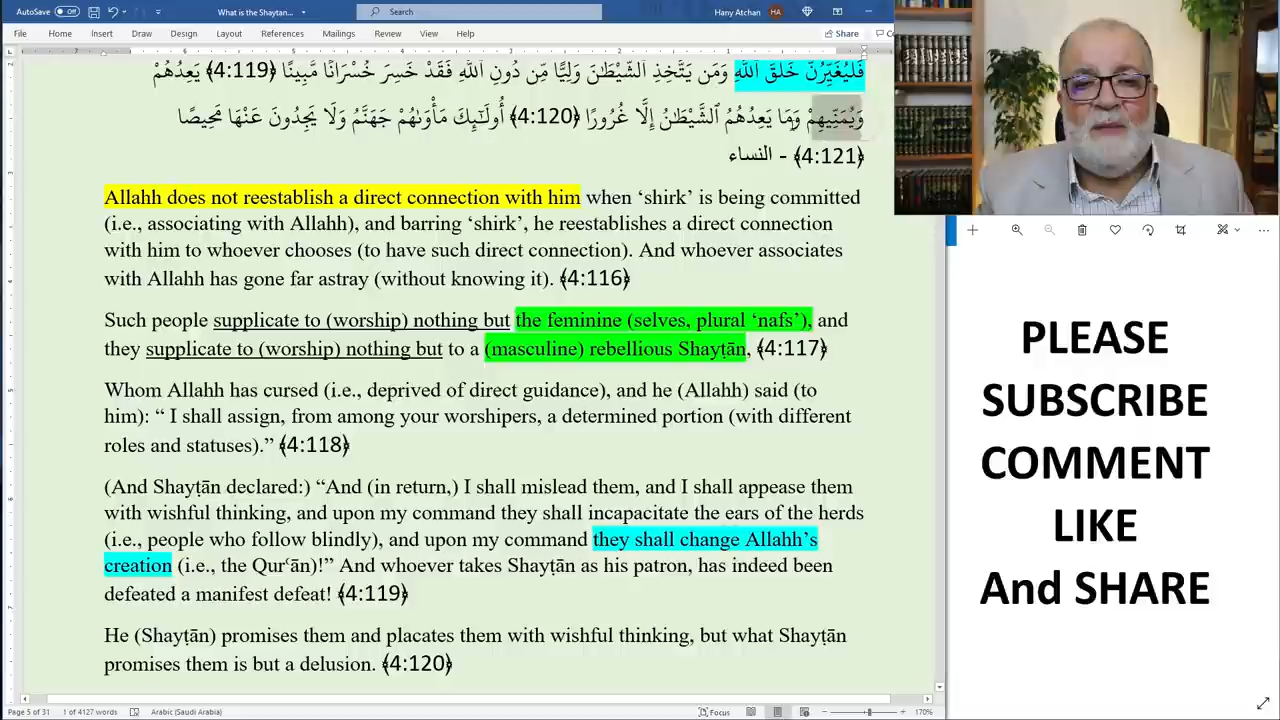 AutoSave Off
What is the Shayṭan...
Search
Hany Atchan HA
File Home Insert Draw Design Layout References Mailings Review View Help
Share
فَلَيُغَيِّرُنَّ خَلْقَ ٱللَّهِ وَمَن يَتَّخِذِ ٱلشَّيْطَـٰنَ وَلِيًّا مِّن دُونِ ٱللَّهِ فَقَدْ خَسِرَ خُسْرَانًا مُّبِينًا ﴿4:119﴾ يَعِدُهُمْ
وَيُمَنِّيهِمْ وَمَا يَعِدُهُمُ ٱلشَّيْطَـٰنُ إِلَّا غُرُورًا ﴿4:120﴾ أُولَـٰئِكَ مَأْوَىٰهُمْ جَهَنَّمُ وَلَا يَجِدُونَ عَنْهَا مَحِيصًا
﴿4:121﴾ - النساء
Allahh does not reestablish a direct connection with him when ‘shirk’ is being committed
(i.e., associating with Allahh), and barring ‘shirk’, he reestablishes a direct connection
with him to whoever chooses (to have such direct connection). And whoever associates
with Allahh has gone far astray (without knowing it). ﴾4:116﴿
Such people supplicate to (worship) nothing but the feminine (selves, plural ‘nafs’), and
they supplicate to (worship) nothing but to a (masculine) rebellious Shayṭān, ﴾4:117﴿
Whom Allahh has cursed (i.e., deprived of direct guidance), and he (Allahh) said (to
him): “ I shall assign, from among your worshipers, a determined portion (with different
roles and statuses).” ﴾4:118﴿
(And Shayṭān declared:) “And (in return,) I shall mislead them, and I shall appease them
with wishful thinking, and upon my command they shall incapacitate the ears of the herds
(i.e., people who follow blindly), and upon my command they shall change Allahh’s
creation (i.e., the Qurʿān)!” And whoever takes Shayṭān as his patron, has indeed been
defeated a manifest defeat! ﴾4:119﴿
He (Shayṭān) promises them and placates them with wishful thinking, but what Shayṭān
promises them is but a delusion. ﴾4:120﴿
Page 5 of 31 1 of 4127 words Arabic (Saudi Arabia) Focus 170%
PLEASE
SUBSCRIBE
COMMENT
LIKE
And SHARE